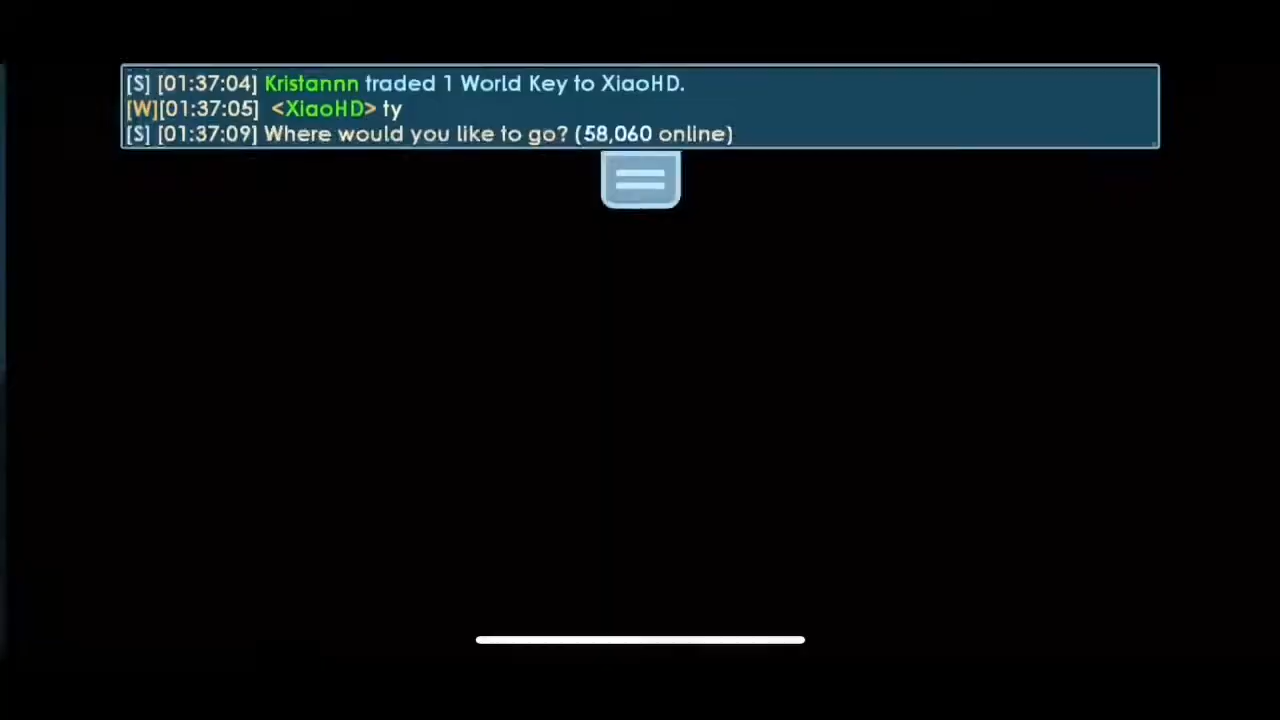 [S] [01:37:04] Kristannn traded 1 World Key to XiaoHD.
[W][01:37:05] <XiaoHD> ty
[S] [01:37:09] Where would you like to go? (58,060 online)